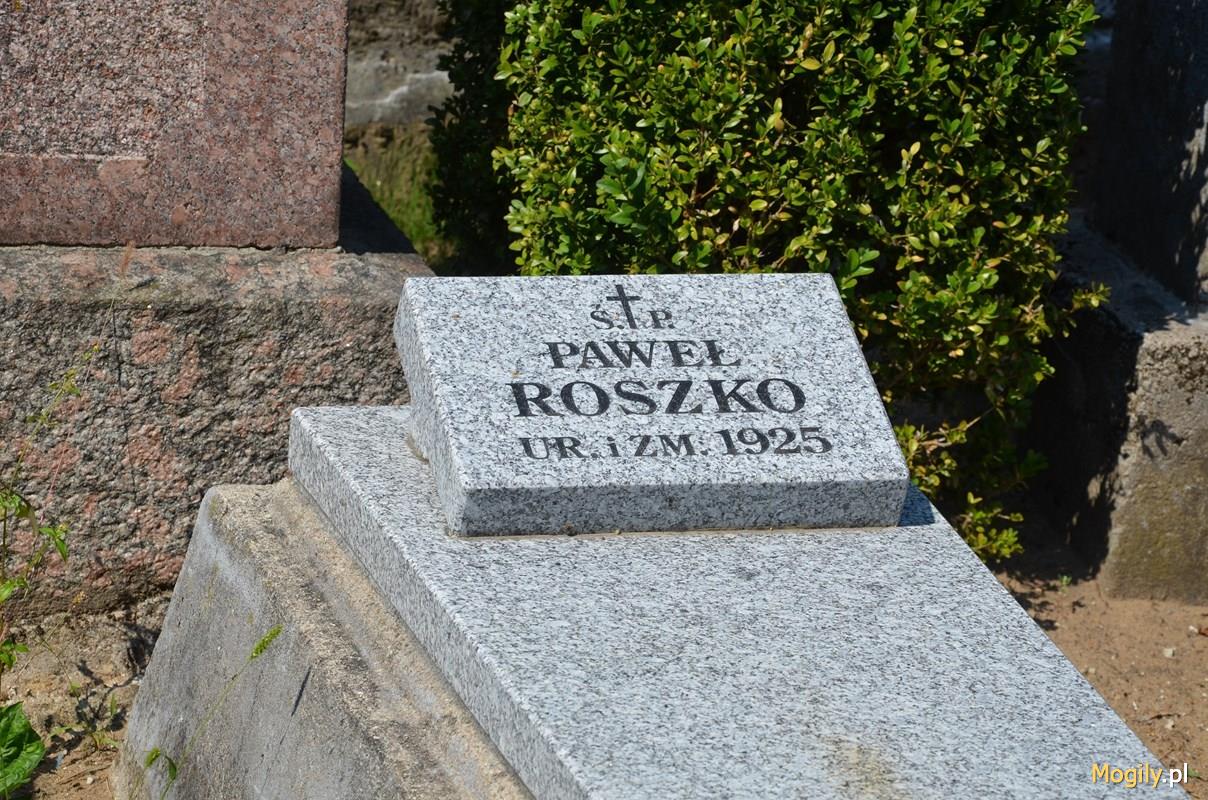 Ś. † P.
PAWEŁ
ROSZKO
UR. i ZM. 1925
Mogily.pl